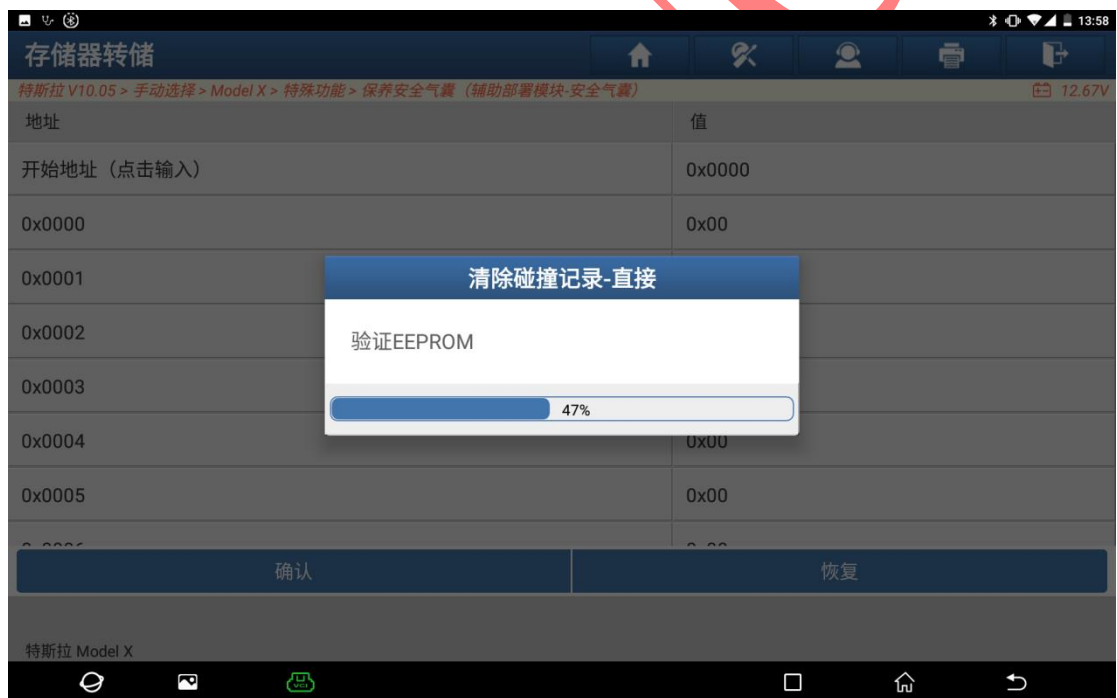 13:58
存储器转储
特斯拉 V10.05 > 手动选择 > Model X > 特殊功能 > 保养安全气囊（辅助部署模块-安全气囊）
12.67V
地址 值
开始地址（点击输入） 0x0000
0x0000 0x00
0x0001
清除碰撞记录-直接
0x0002
验证EEPROM
0x0003
47%
0x0004 0x00
0x0005 0x00
确认 恢复
特斯拉 Model X
VCI